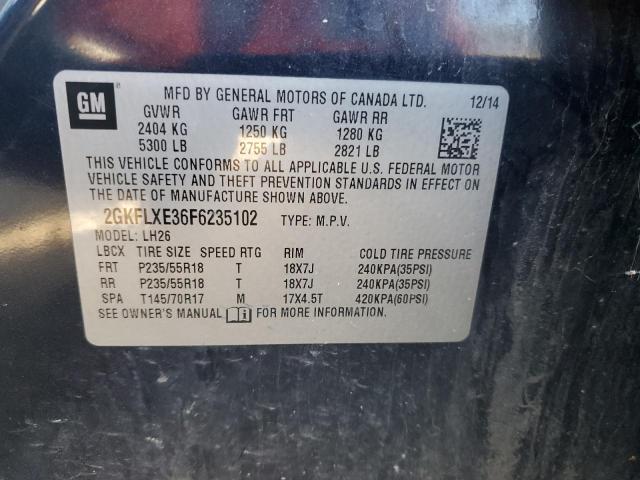 GM
MFD BY GENERAL MOTORS OF CANADA LTD. 12/14
GVWR GAWR FRT GAWR RR
2404 KG 1250 KG 1280 KG
5300 LB 2755 LB 2821 LB
THIS VEHICLE CONFORMS TO ALL APPLICABLE U.S. FEDERAL MOTOR
VEHICLE SAFETY AND THEFT PREVENTION STANDARDS IN EFFECT ON
THE DATE OF MANUFACTURE SHOWN ABOVE.
2GKFLXE36F6235102 TYPE: M.P.V.
MODEL: LH26
LBCX TIRE SIZE SPEED RTG RIM COLD TIRE PRESSURE
FRT P235/55R18 T 18X7J 240KPA(35PSI)
RR P235/55R18 T 18X7J 240KPA(35PSI)
SPA T145/70R17 M 17X4.5T 420KPA(60PSI)
SEE OWNER'S MANUAL FOR MORE INFORMATION.